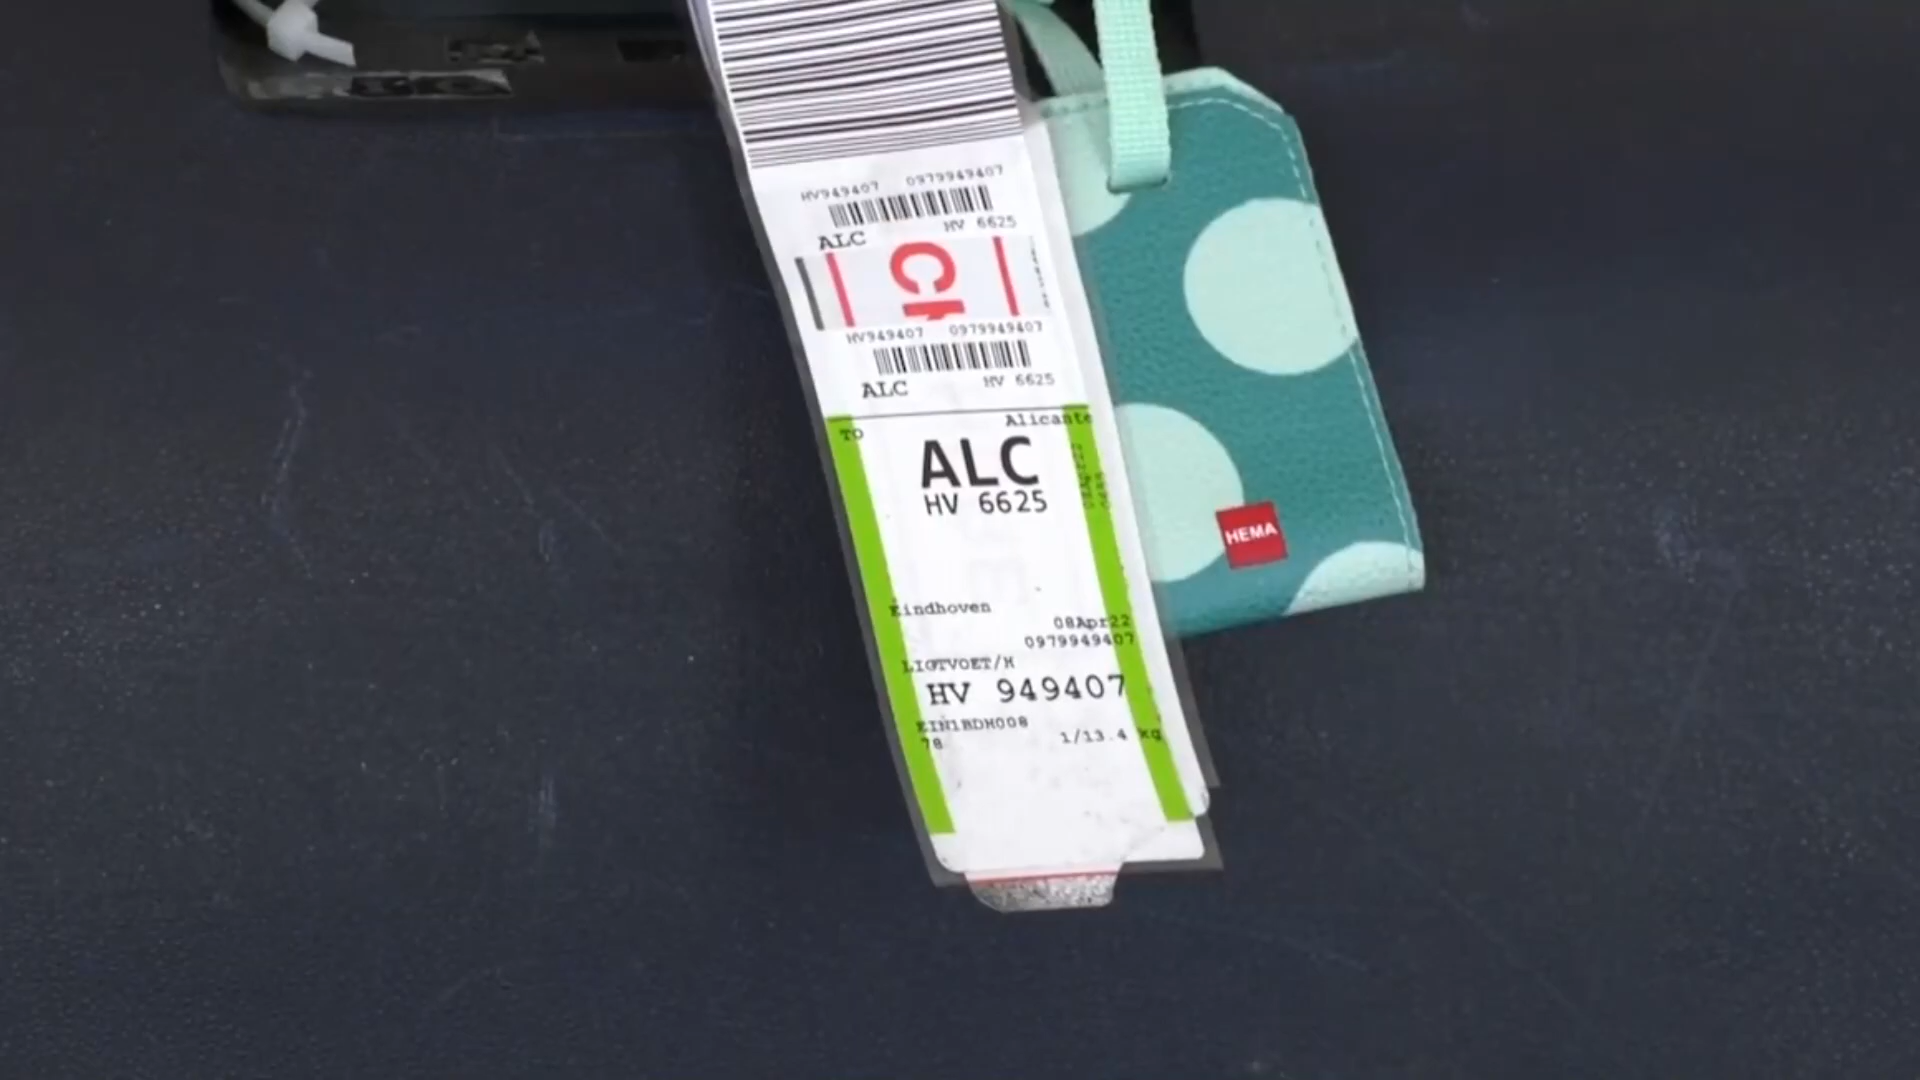 HV949407 0979949407
ALC HV 6625
HV949407 0979949407
ALC HV 6625
TO Alicante
ALC
HV 6625
Eindhoven
08Apr22
0979949407
LIGTVOET/H
HV 949407
EIN1BDH008
78 1/13.4 kg
HEMA